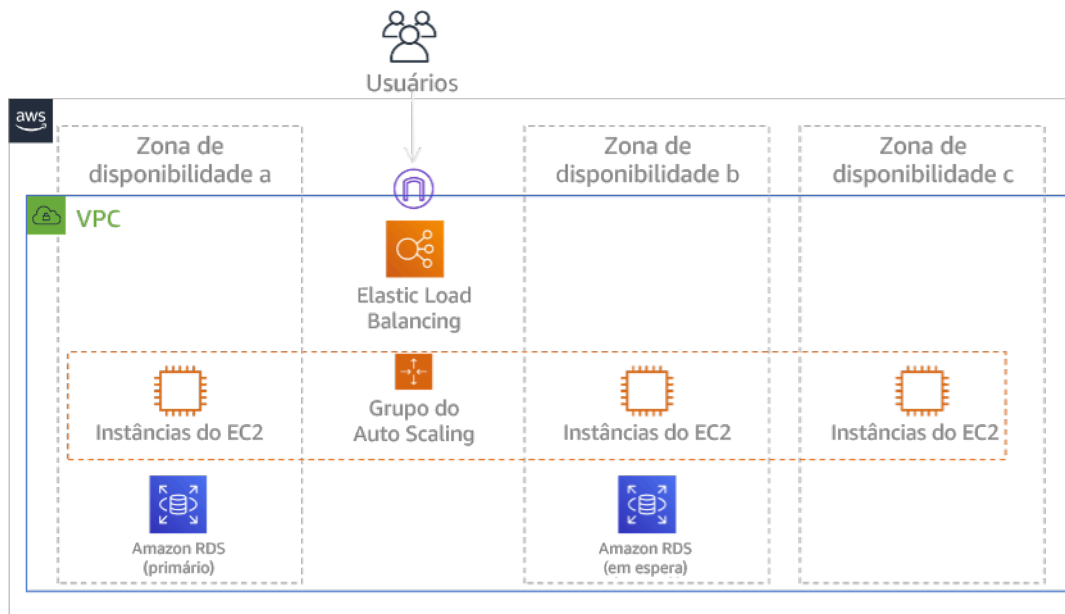 Usuários
aws
Zona de
disponibilidade a
Zona de
disponibilidade b
Zona de
disponibilidade c
VPC
Elastic Load
Balancing
Instâncias do EC2
Grupo do
Auto Scaling
Instâncias do EC2
Instâncias do EC2
Amazon RDS
(primário)
Amazon RDS
(em espera)